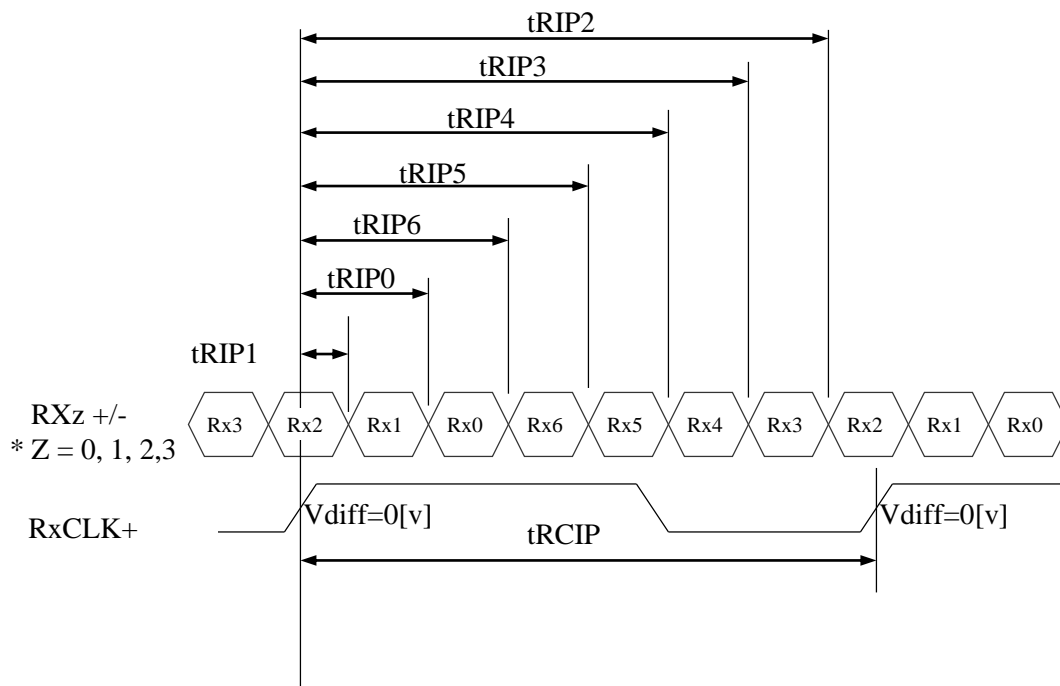 tRIP2
tRIP3
tRIP4
tRIP5
tRIP6
tRIP0
tRIP1
RXz +/-
* Z = 0, 1, 2,3
Rx3 Rx2 Rx1 Rx0 Rx6 Rx5 Rx4 Rx3 Rx2 Rx1 Rx0
RxCLK+
Vdiff=0[v] Vdiff=0[v]
tRCIP